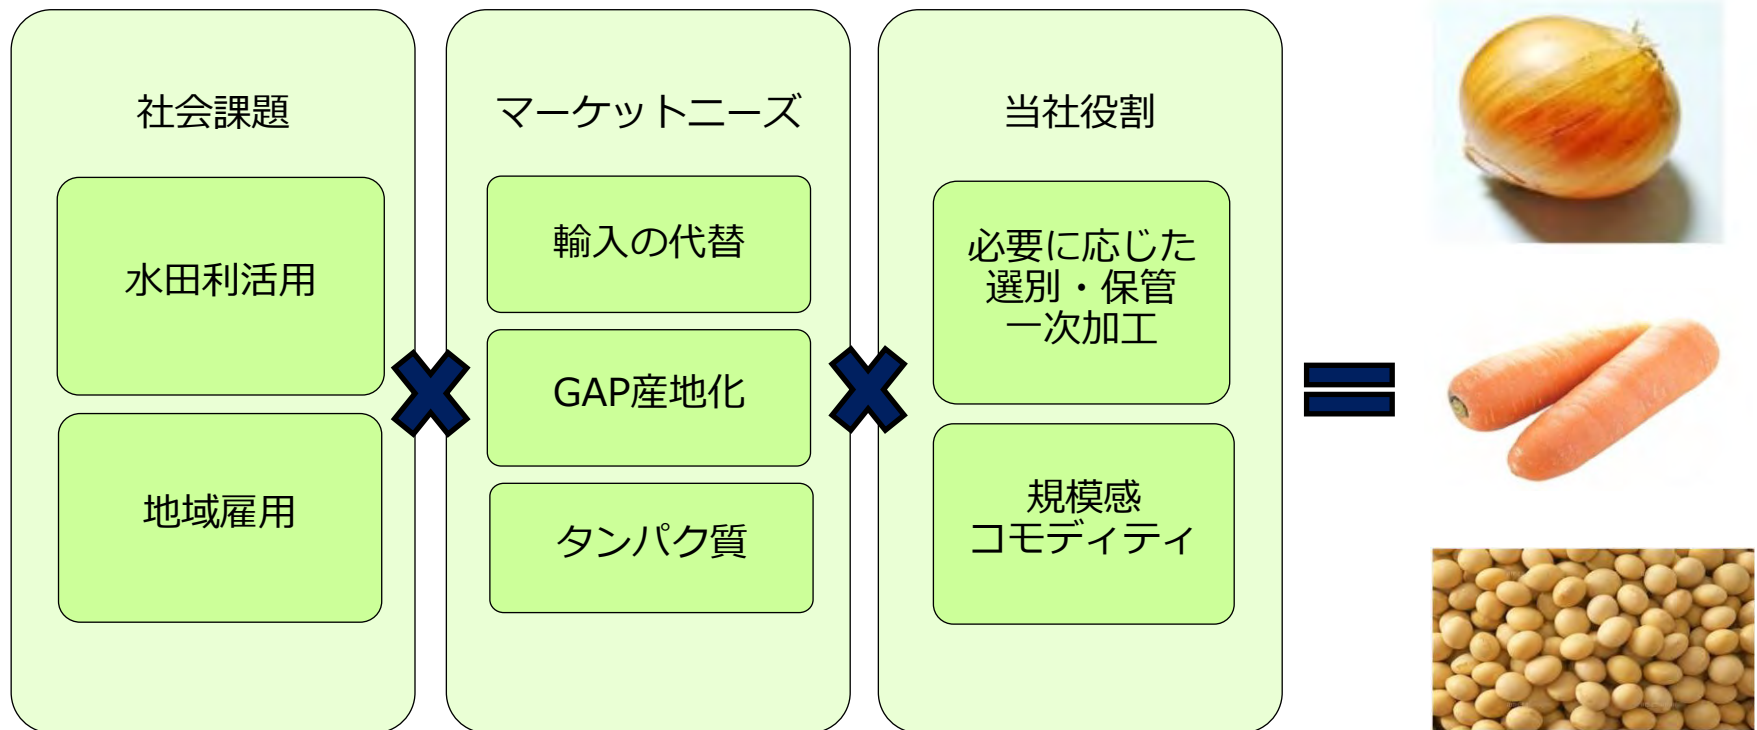 社会課題
水田利活用
地域雇用
マーケットニーズ
輸入の代替
GAP産地化
タンパク質
当社役割
必要に応じた
選別・保管
一次加工
規模感
コモディティ